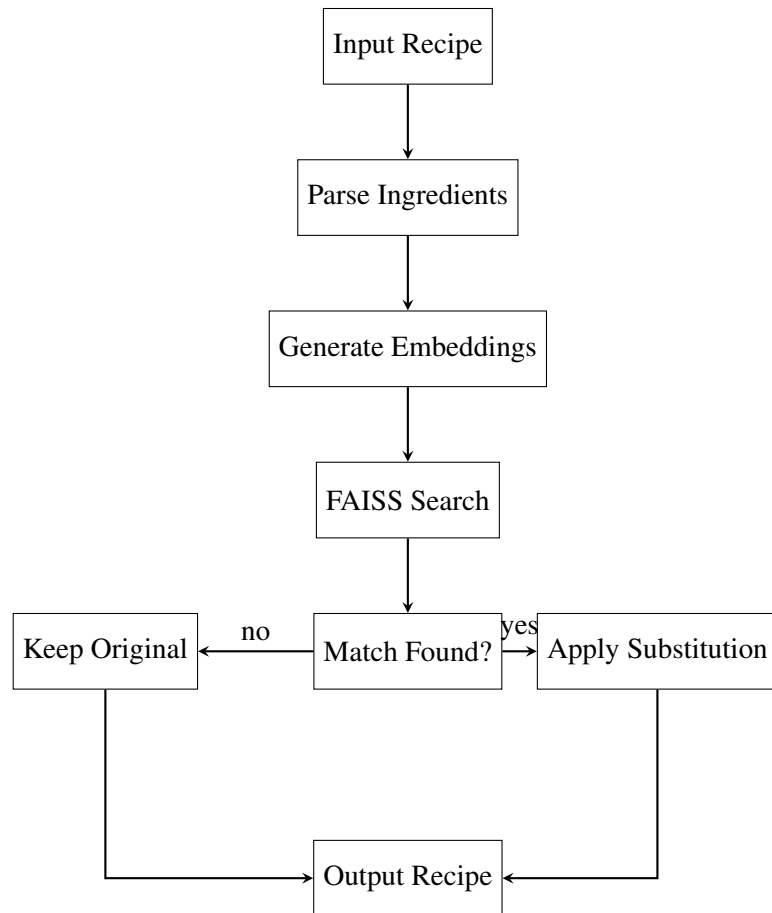 Input Recipe
Parse Ingredients
Generate Embeddings
FAISS Search
no
yes
Keep Original
Match Found?
Apply Substitution
Output Recipe